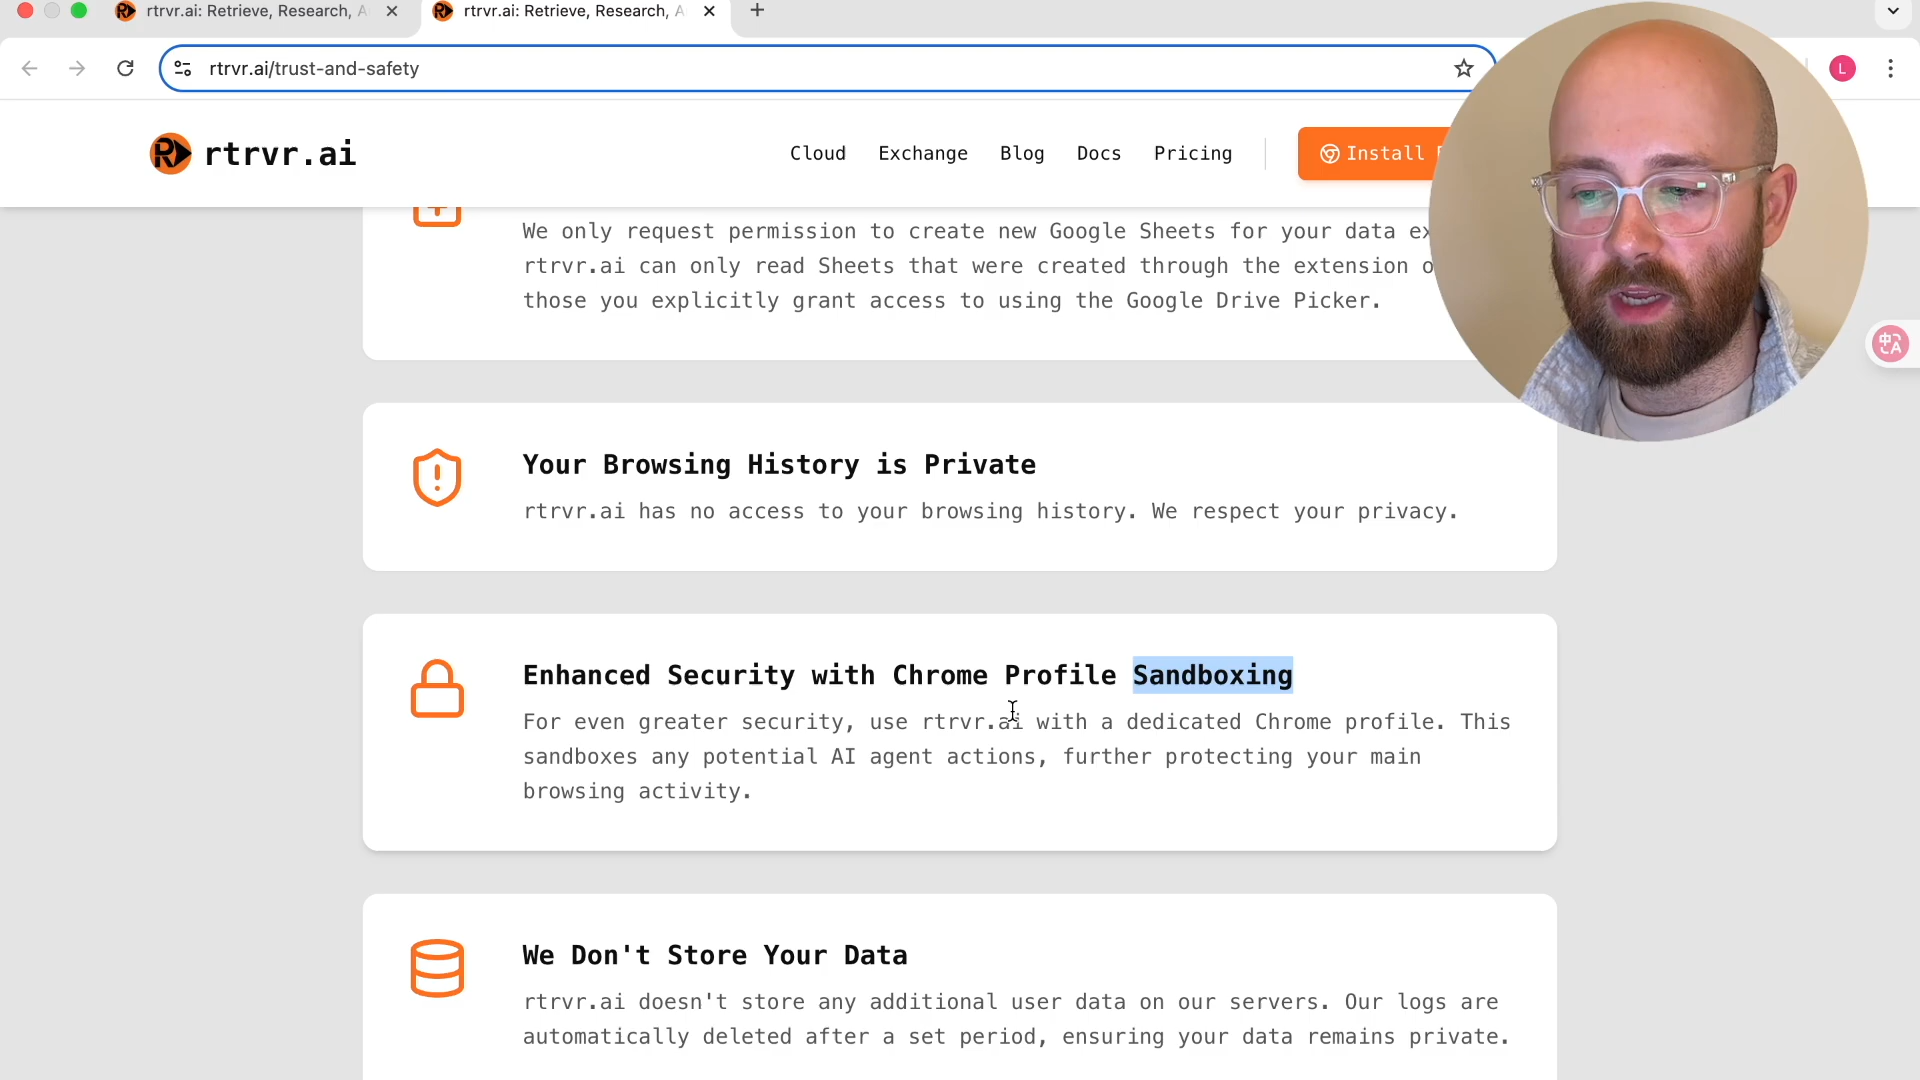 rtrvr.ai: Retrieve, Research, A
rtrvr.ai: Retrieve, Research, A
rtrvr.ai/trust-and-safety
L
rtrvr.ai
Cloud
Exchange
Blog
Docs
Pricing
Install
We only request permission to create new Google Sheets for your data ex
rtrvr.ai can only read Sheets that were created through the extension o
those you explicitly grant access to using the Google Drive Picker.
中A
Your Browsing History is Private
rtrvr.ai has no access to your browsing history. We respect your privacy.
Enhanced Security with Chrome Profile Sandboxing
For even greater security, use rtrvr.ai with a dedicated Chrome profile. This
sandboxes any potential AI agent actions, further protecting your main
browsing activity.
We Don't Store Your Data
rtrvr.ai doesn't store any additional user data on our servers. Our logs are
automatically deleted after a set period, ensuring your data remains private.